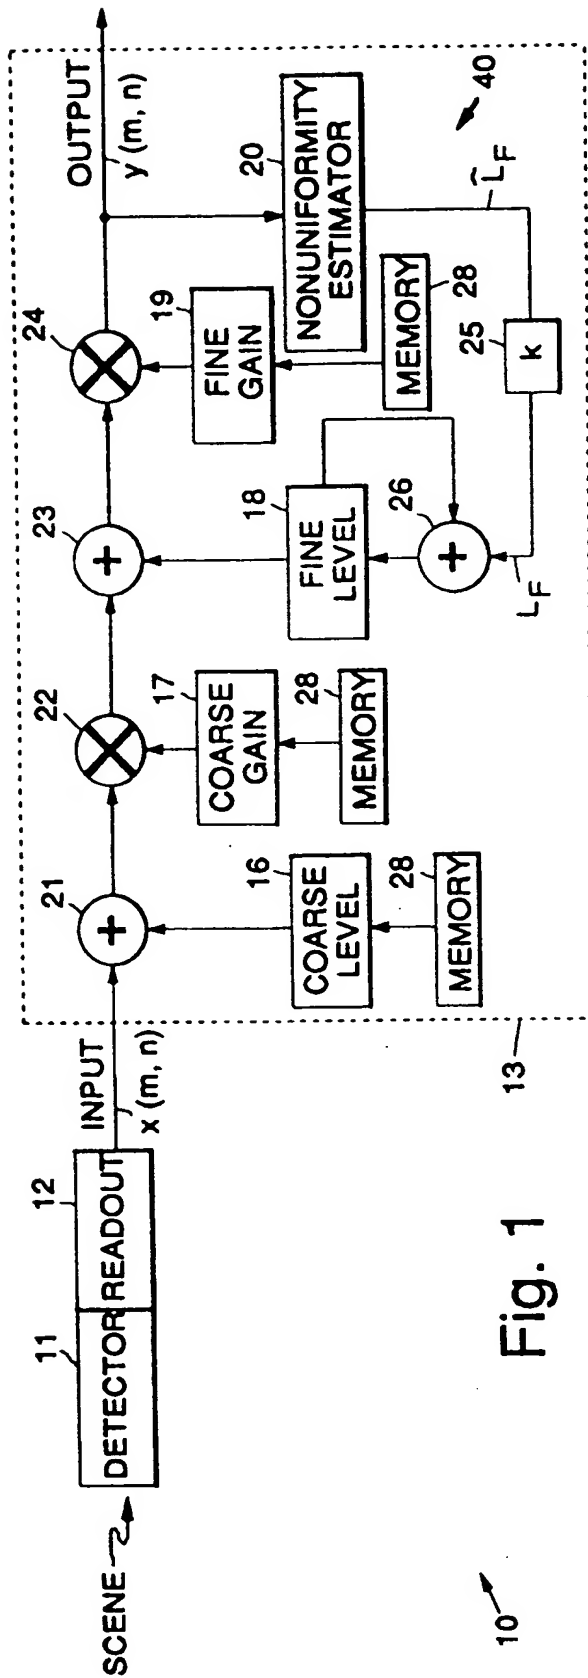 SCENE
11
12
DETECTOR
READOUT
INPUT
x (m, n)
13
21
+
16
COARSE
LEVEL
28
MEMORY
22
17
COARSE
GAIN
28
MEMORY
23
+
18
FINE
LEVEL
26
+
L_F
24
19
FINE
GAIN
28
MEMORY
OUTPUT
y (m, n)
20
NONUNIFORMITY
ESTIMATOR
40
L̃_F
25
k
10
Fig. 1